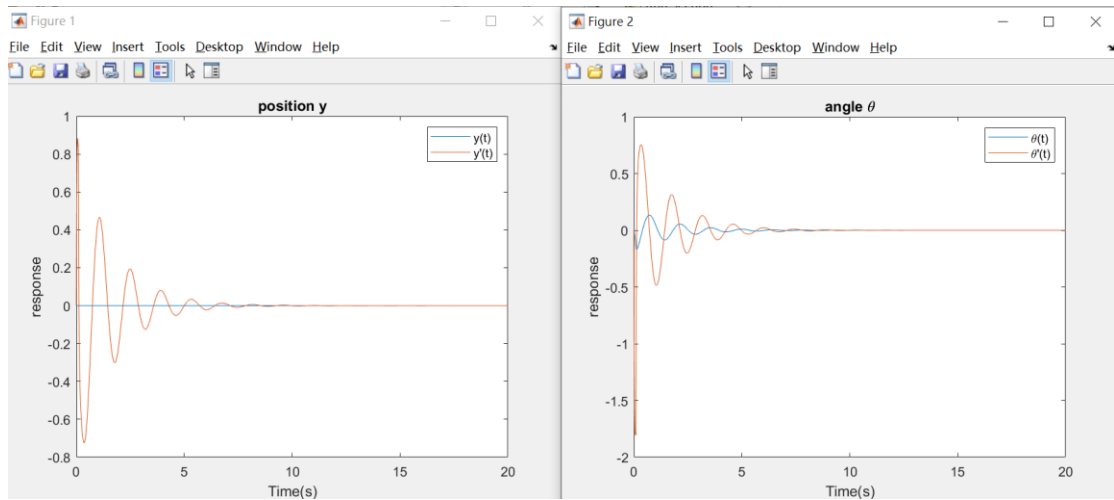 Figure 1
File Edit View Insert Tools Desktop Window Help
position y
1
0.8
0.6
0.4
0.2
0
-0.2
-0.4
-0.6
-0.8
response
y(t)
y'(t)
0 5 10 15 20
Time(s)
Figure 2
File Edit View Insert Tools Desktop Window Help
angle θ
1
0.5
0
-0.5
-1
-1.5
-2
response
θ(t)
θ'(t)
0 5 10 15 20
Time(s)